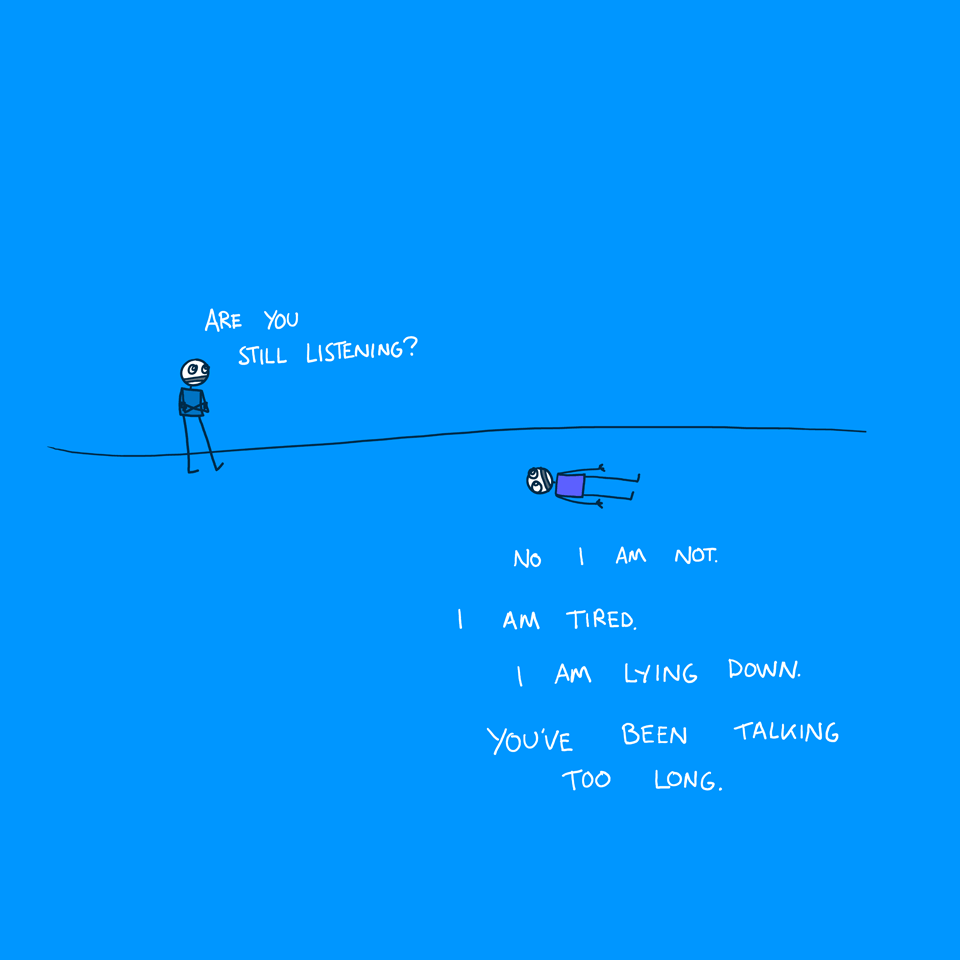 ARE YOU
STILL LISTENING?
NO I AM NOT.
I AM TIRED.
I AM LYING DOWN.
YOU'VE BEEN TALKING
TOO LONG.